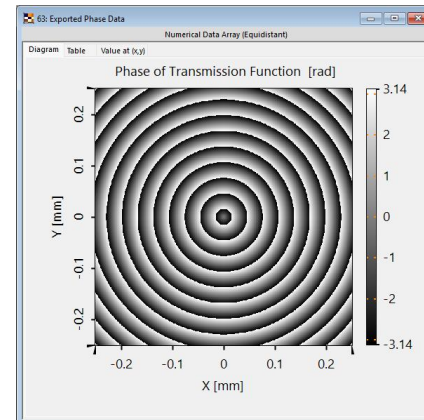 63: Exported Phase Data
Numerical Data Array (Equidistant)
Diagram Table Value at (x,y)
Phase of Transmission Function [rad]
3.14
2
1
0
-1
-2
-3.14
Y [mm]
0.2
0.1
0
-0.1
-0.2
-0.2 -0.1 0 0.1 0.2
X [mm]